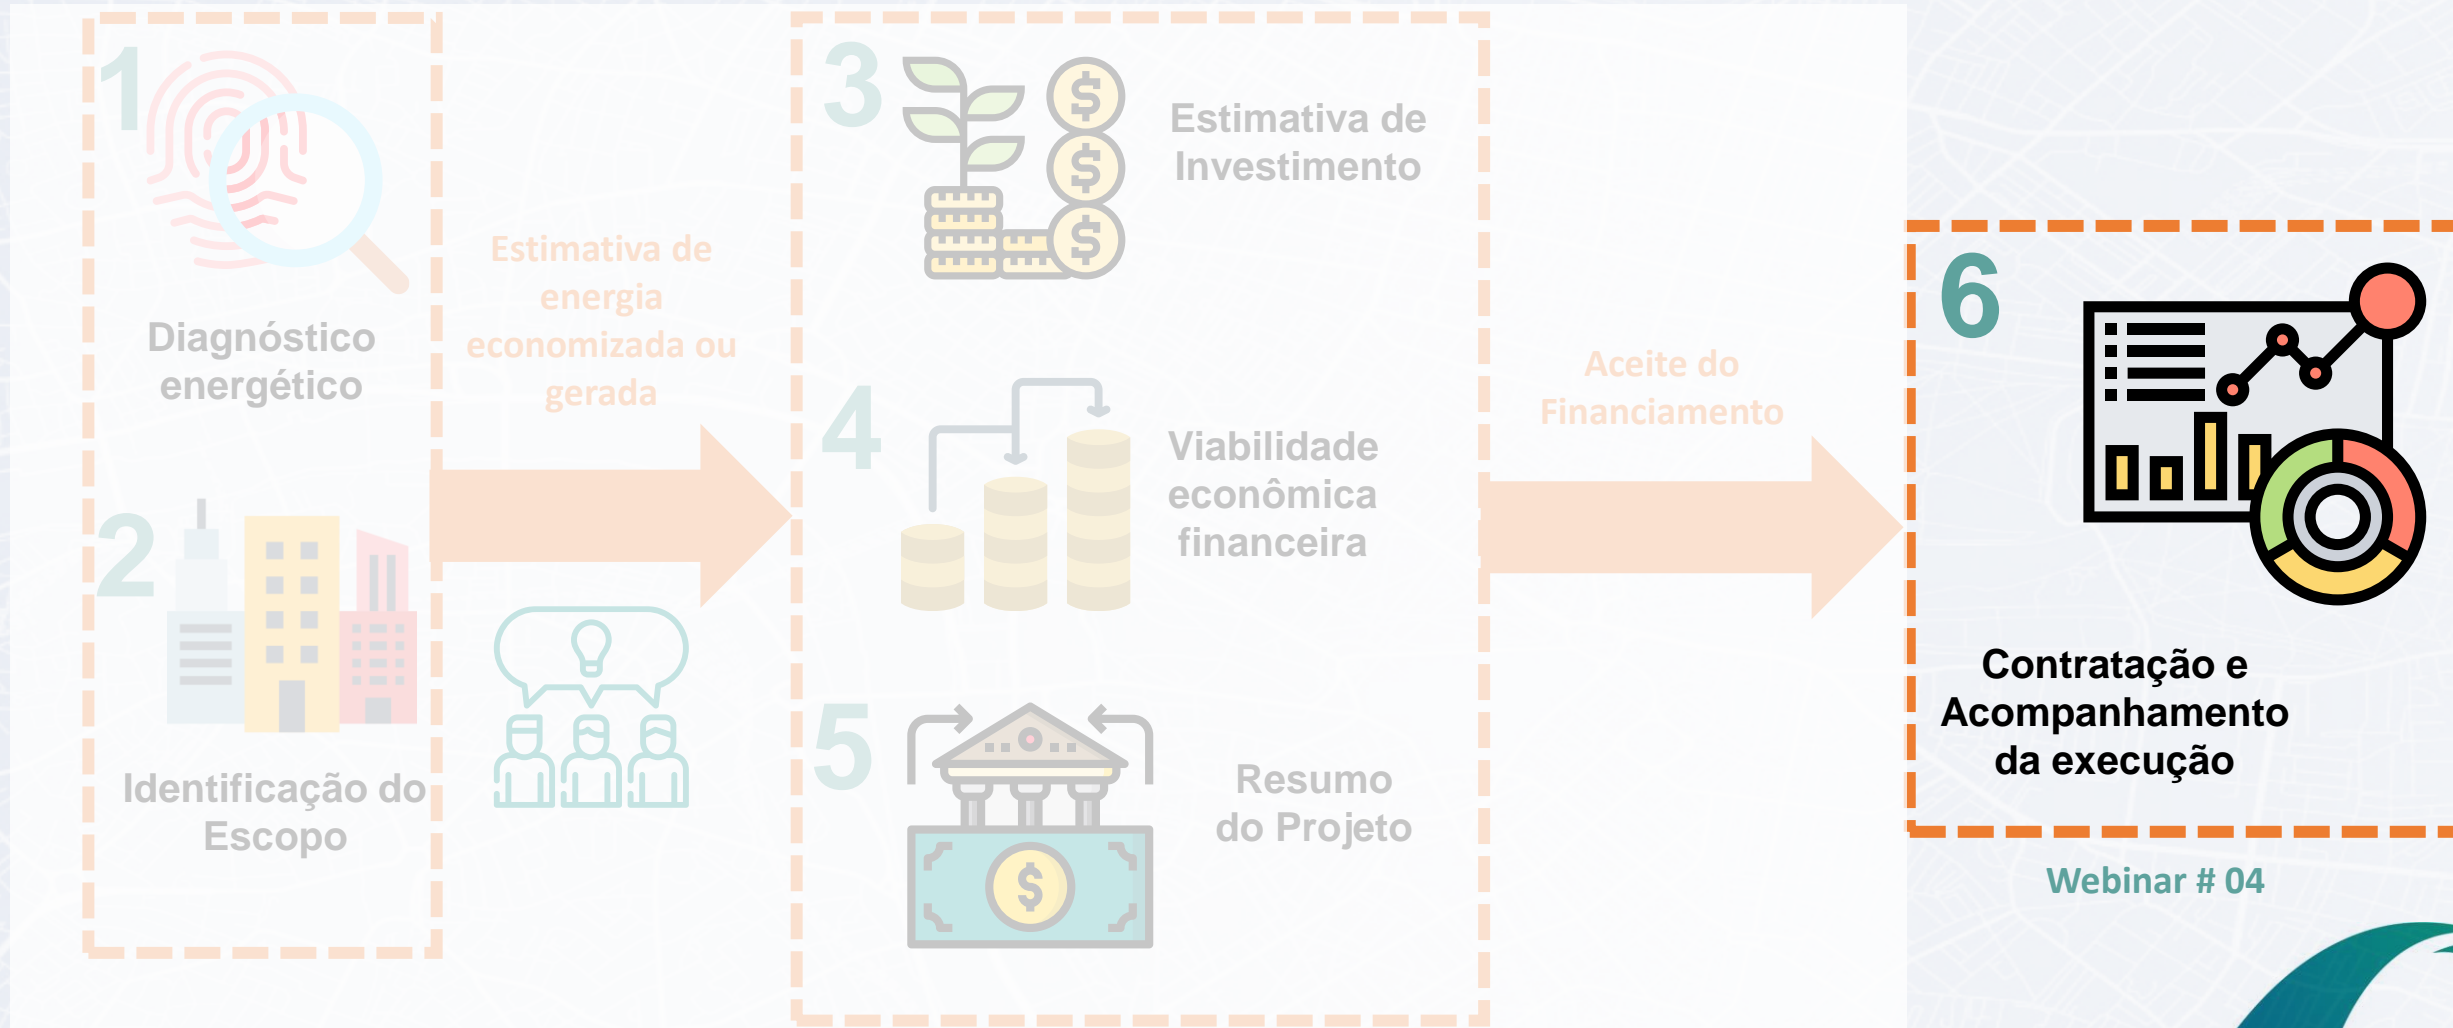 1
Diagnóstico
energético
2
Identificação do
Escopo
Estimativa de
energia
economizada ou
gerada
3
Estimativa de
Investimento
4
Viabilidade
econômica
financeira
5
Resumo
do Projeto
Aceite do
Financiamento
6
Contratação e
Acompanhamento
da execução
Webinar # 04